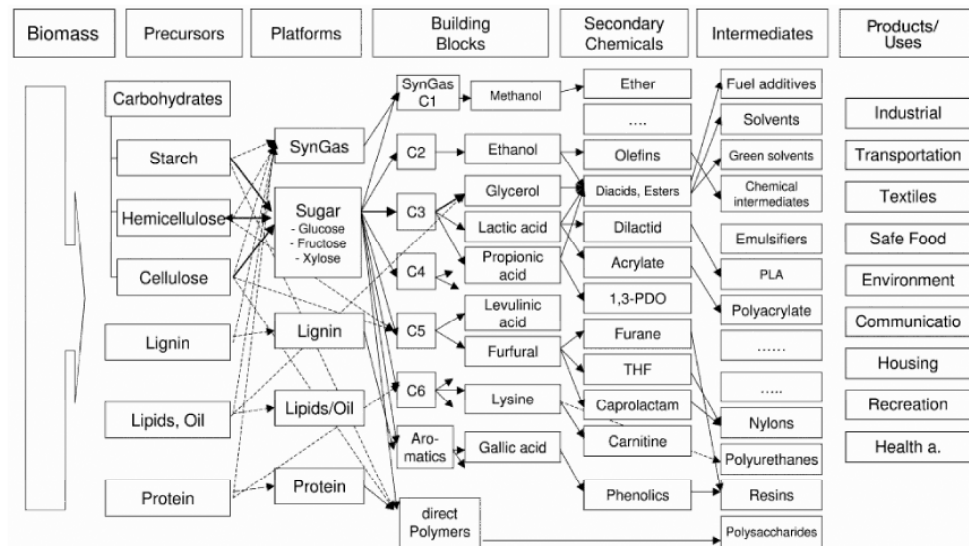 Biomass
Precursors
Platforms
Building
Blocks
Secondary
Chemicals
Intermediates
Products/
Uses
Carbohydrates
Starch
Hemicellulose
Cellulose
Lignin
Lipids, Oil
Protein
SynGas
Sugar
- Glucose
- Fructose
- Xylose
Lignin
Lipids/Oil
Protein
SynGas
C1
C2
C3
C4
C5
C6
Aro-
matics
direct
Polymers
Methanol
Ethanol
Glycerol
Lactic acid
Propionic
acid
Levulinic
acid
Furfural
Lysine
Gallic acid
Ether
....
Olefins
Diacids, Esters
Dilactid
Acrylate
1,3-PDO
Furane
THF
Caprolactam
Carnitine
Phenolics
Fuel additives
Solvents
Green solvents
Chemical
intermediates
Emulsifiers
PLA
Polyacrylate
......
.....
Nylons
Polyurethanes
Resins
Polysaccharides
Industrial
Transportation
Textiles
Safe Food
Environment
Communicatio
Housing
Recreation
Health a.